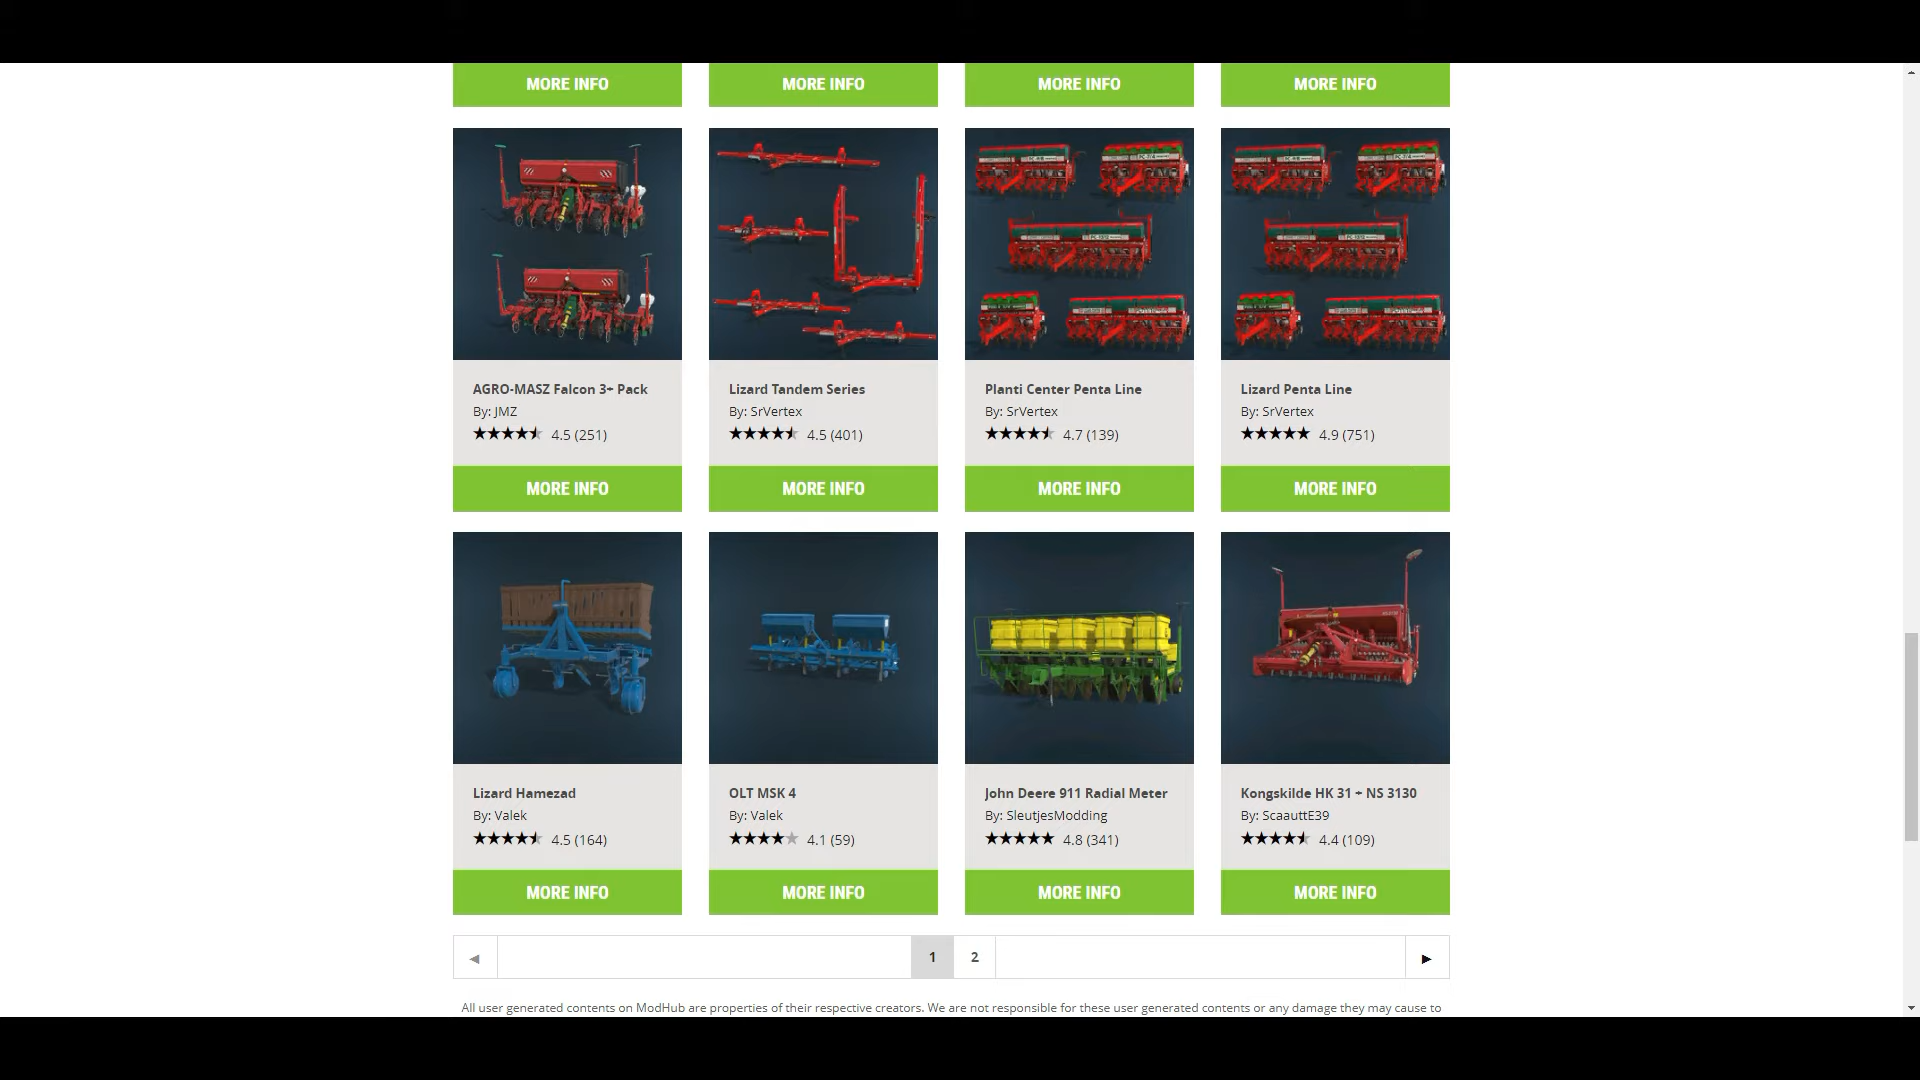 MORE INFO MORE INFO MORE INFO MORE INFO
AGRO-MASZ Falcon 3+ Pack
By: JMZ
4.5 (251)
MORE INFO
Lizard Tandem Series
By: SrVertex
4.5 (401)
MORE INFO
Planti Center Penta Line
By: SrVertex
4.7 (139)
MORE INFO
Lizard Penta Line
By: SrVertex
4.9 (751)
MORE INFO
Lizard Hamezad
By: Valek
4.5 (164)
MORE INFO
OLT MSK 4
By: Valek
4.1 (59)
MORE INFO
John Deere 911 Radial Meter
By: SleutjesModding
4.8 (341)
MORE INFO
Kongskilde HK 31 + NS 3130
By: ScaauttE39
4.4 (109)
MORE INFO
◀ 1 2 ▶
All user generated contents on ModHub are properties of their respective creators. We are not responsible for these user generated contents or any damage they may cause to